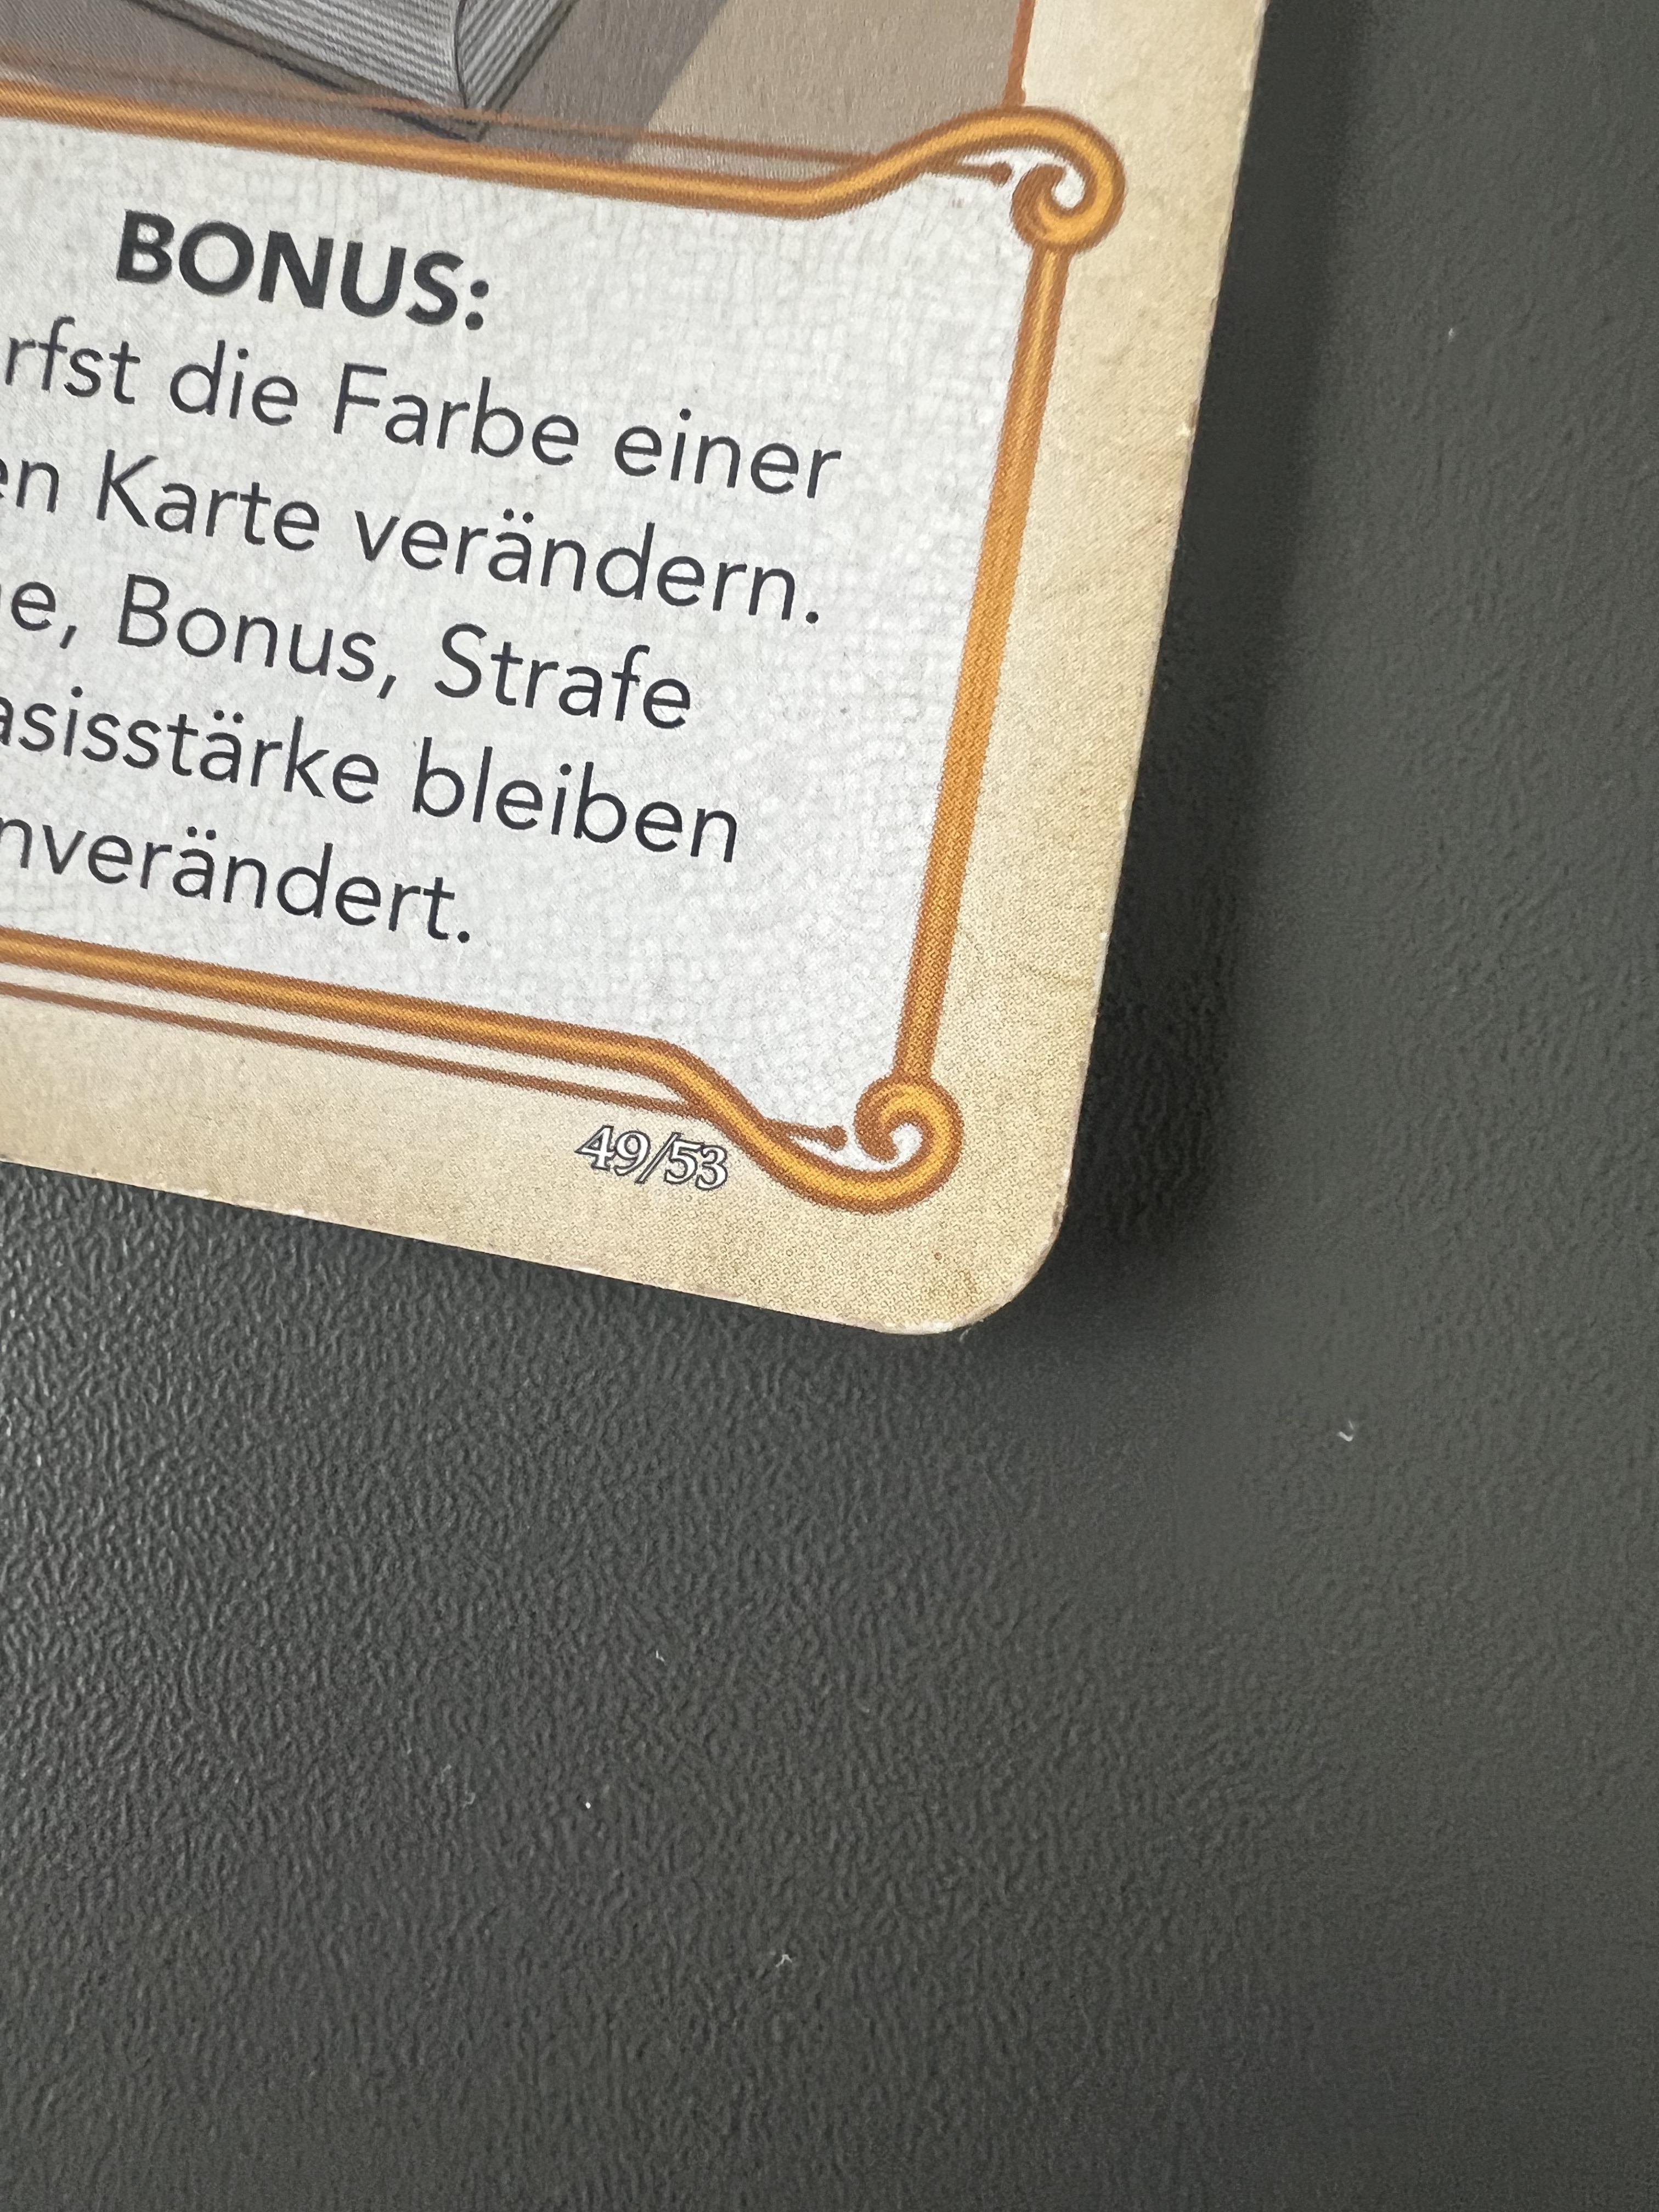 BONUS:
rfst die Farbe einer
en Karte verändern.
e, Bonus, Strafe
asisstärke bleiben
nverändert.
49/53